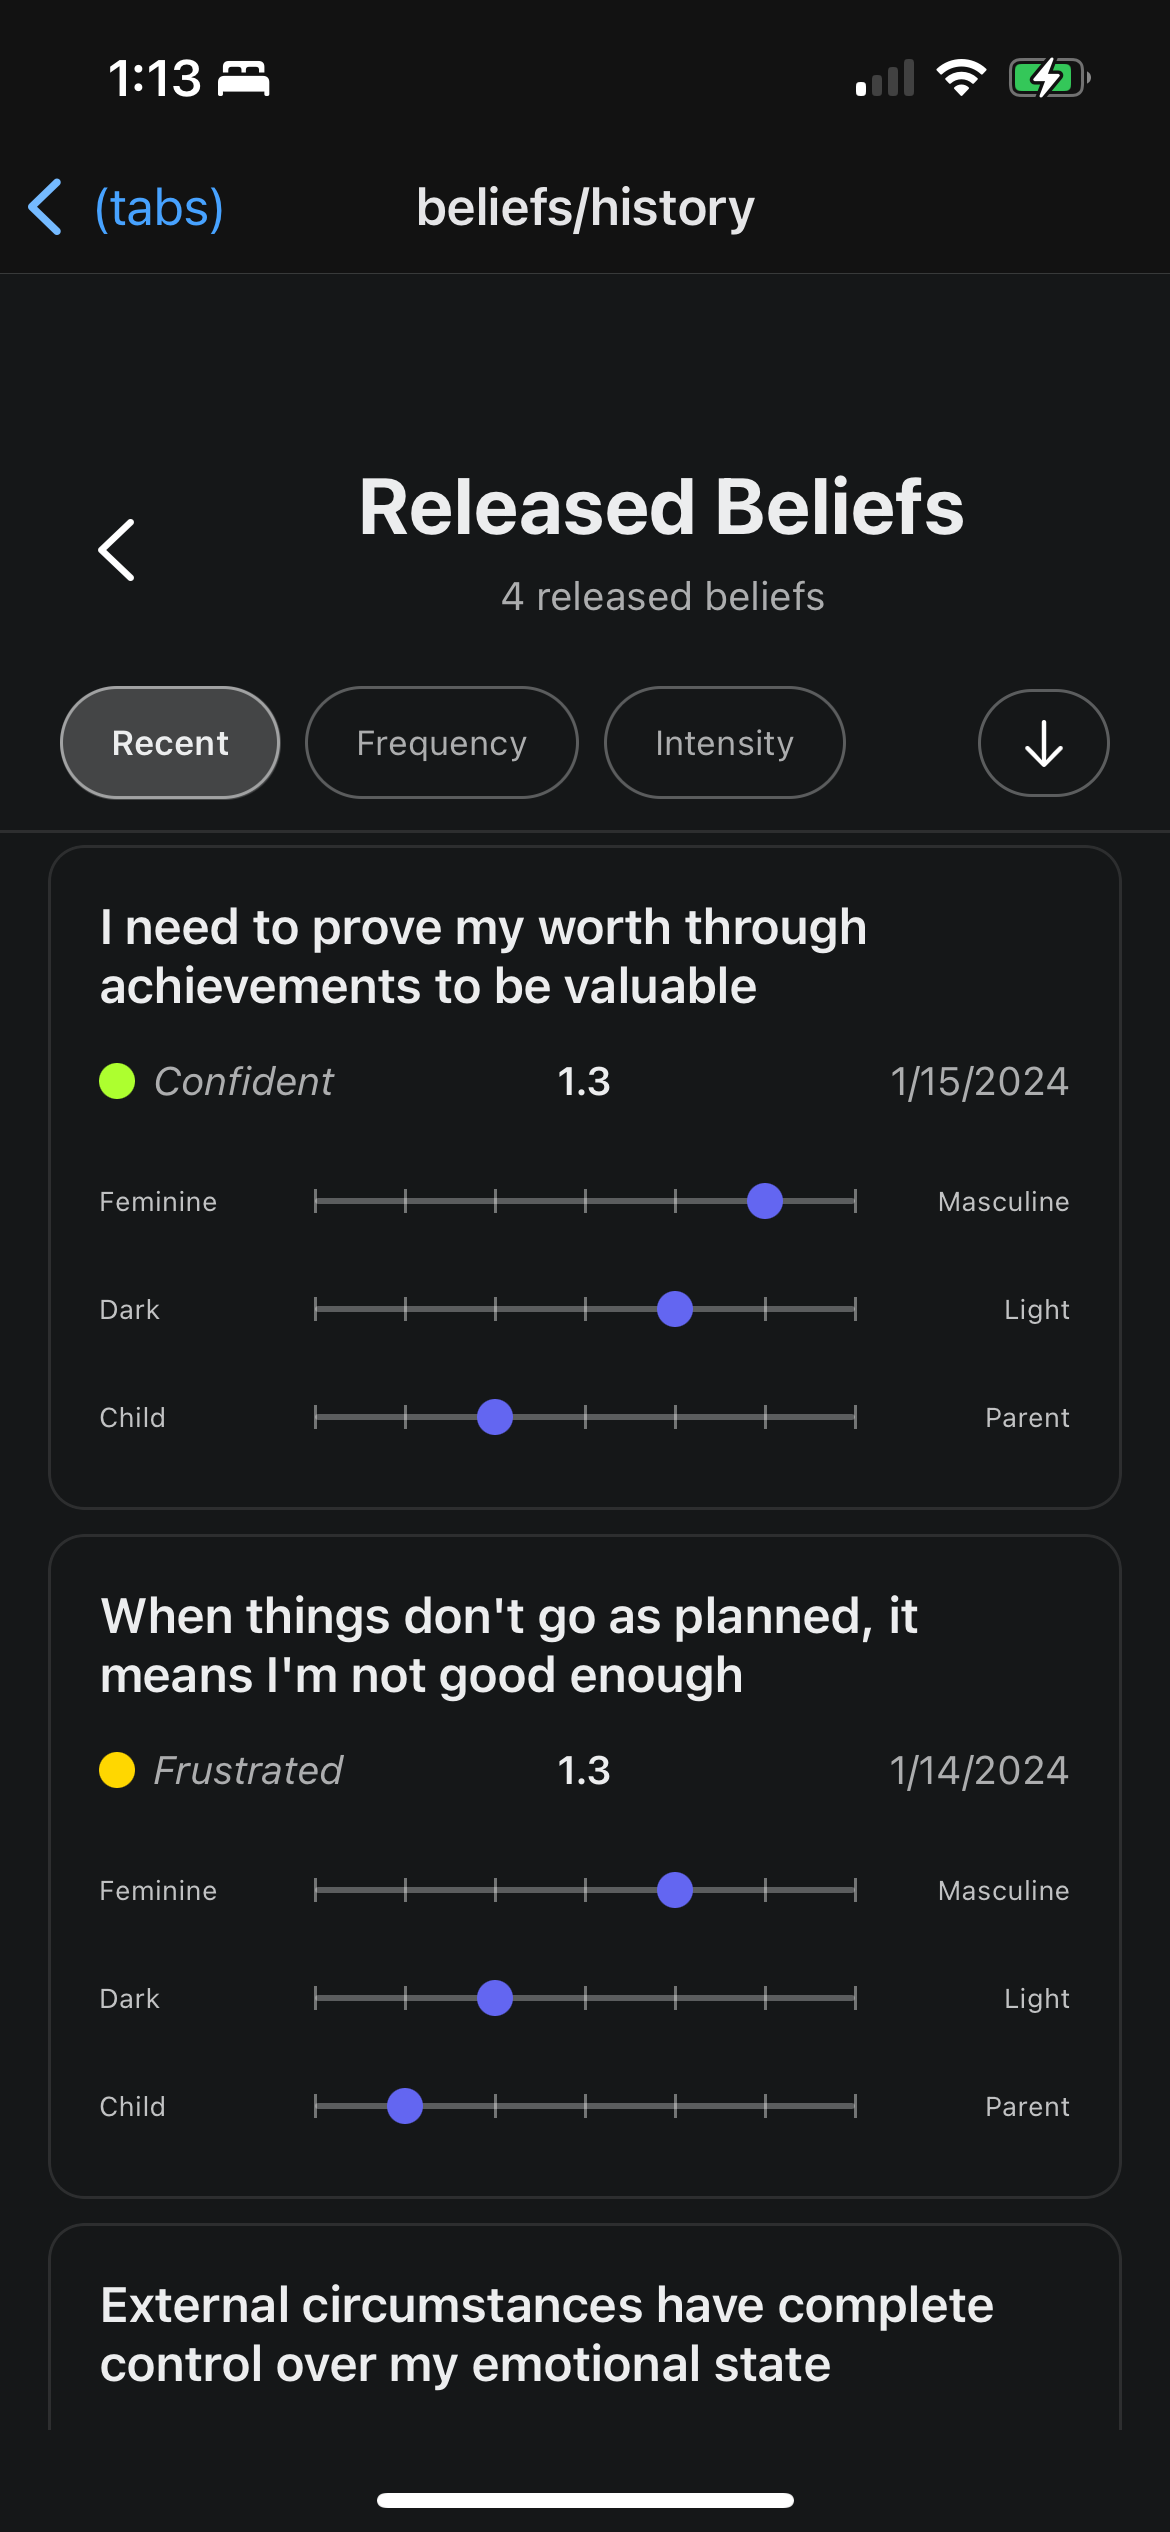 1:13
(tabs)
beliefs/history
Released Beliefs
4 released beliefs
Recent
Frequency
Intensity
I need to prove my worth through
achievements to be valuable
Confident 1.3 1/15/2024
Feminine Masculine
Dark Light
Child Parent
When things don't go as planned, it
means I'm not good enough
Frustrated 1.3 1/14/2024
Feminine Masculine
Dark Light
Child Parent
External circumstances have complete
control over my emotional state